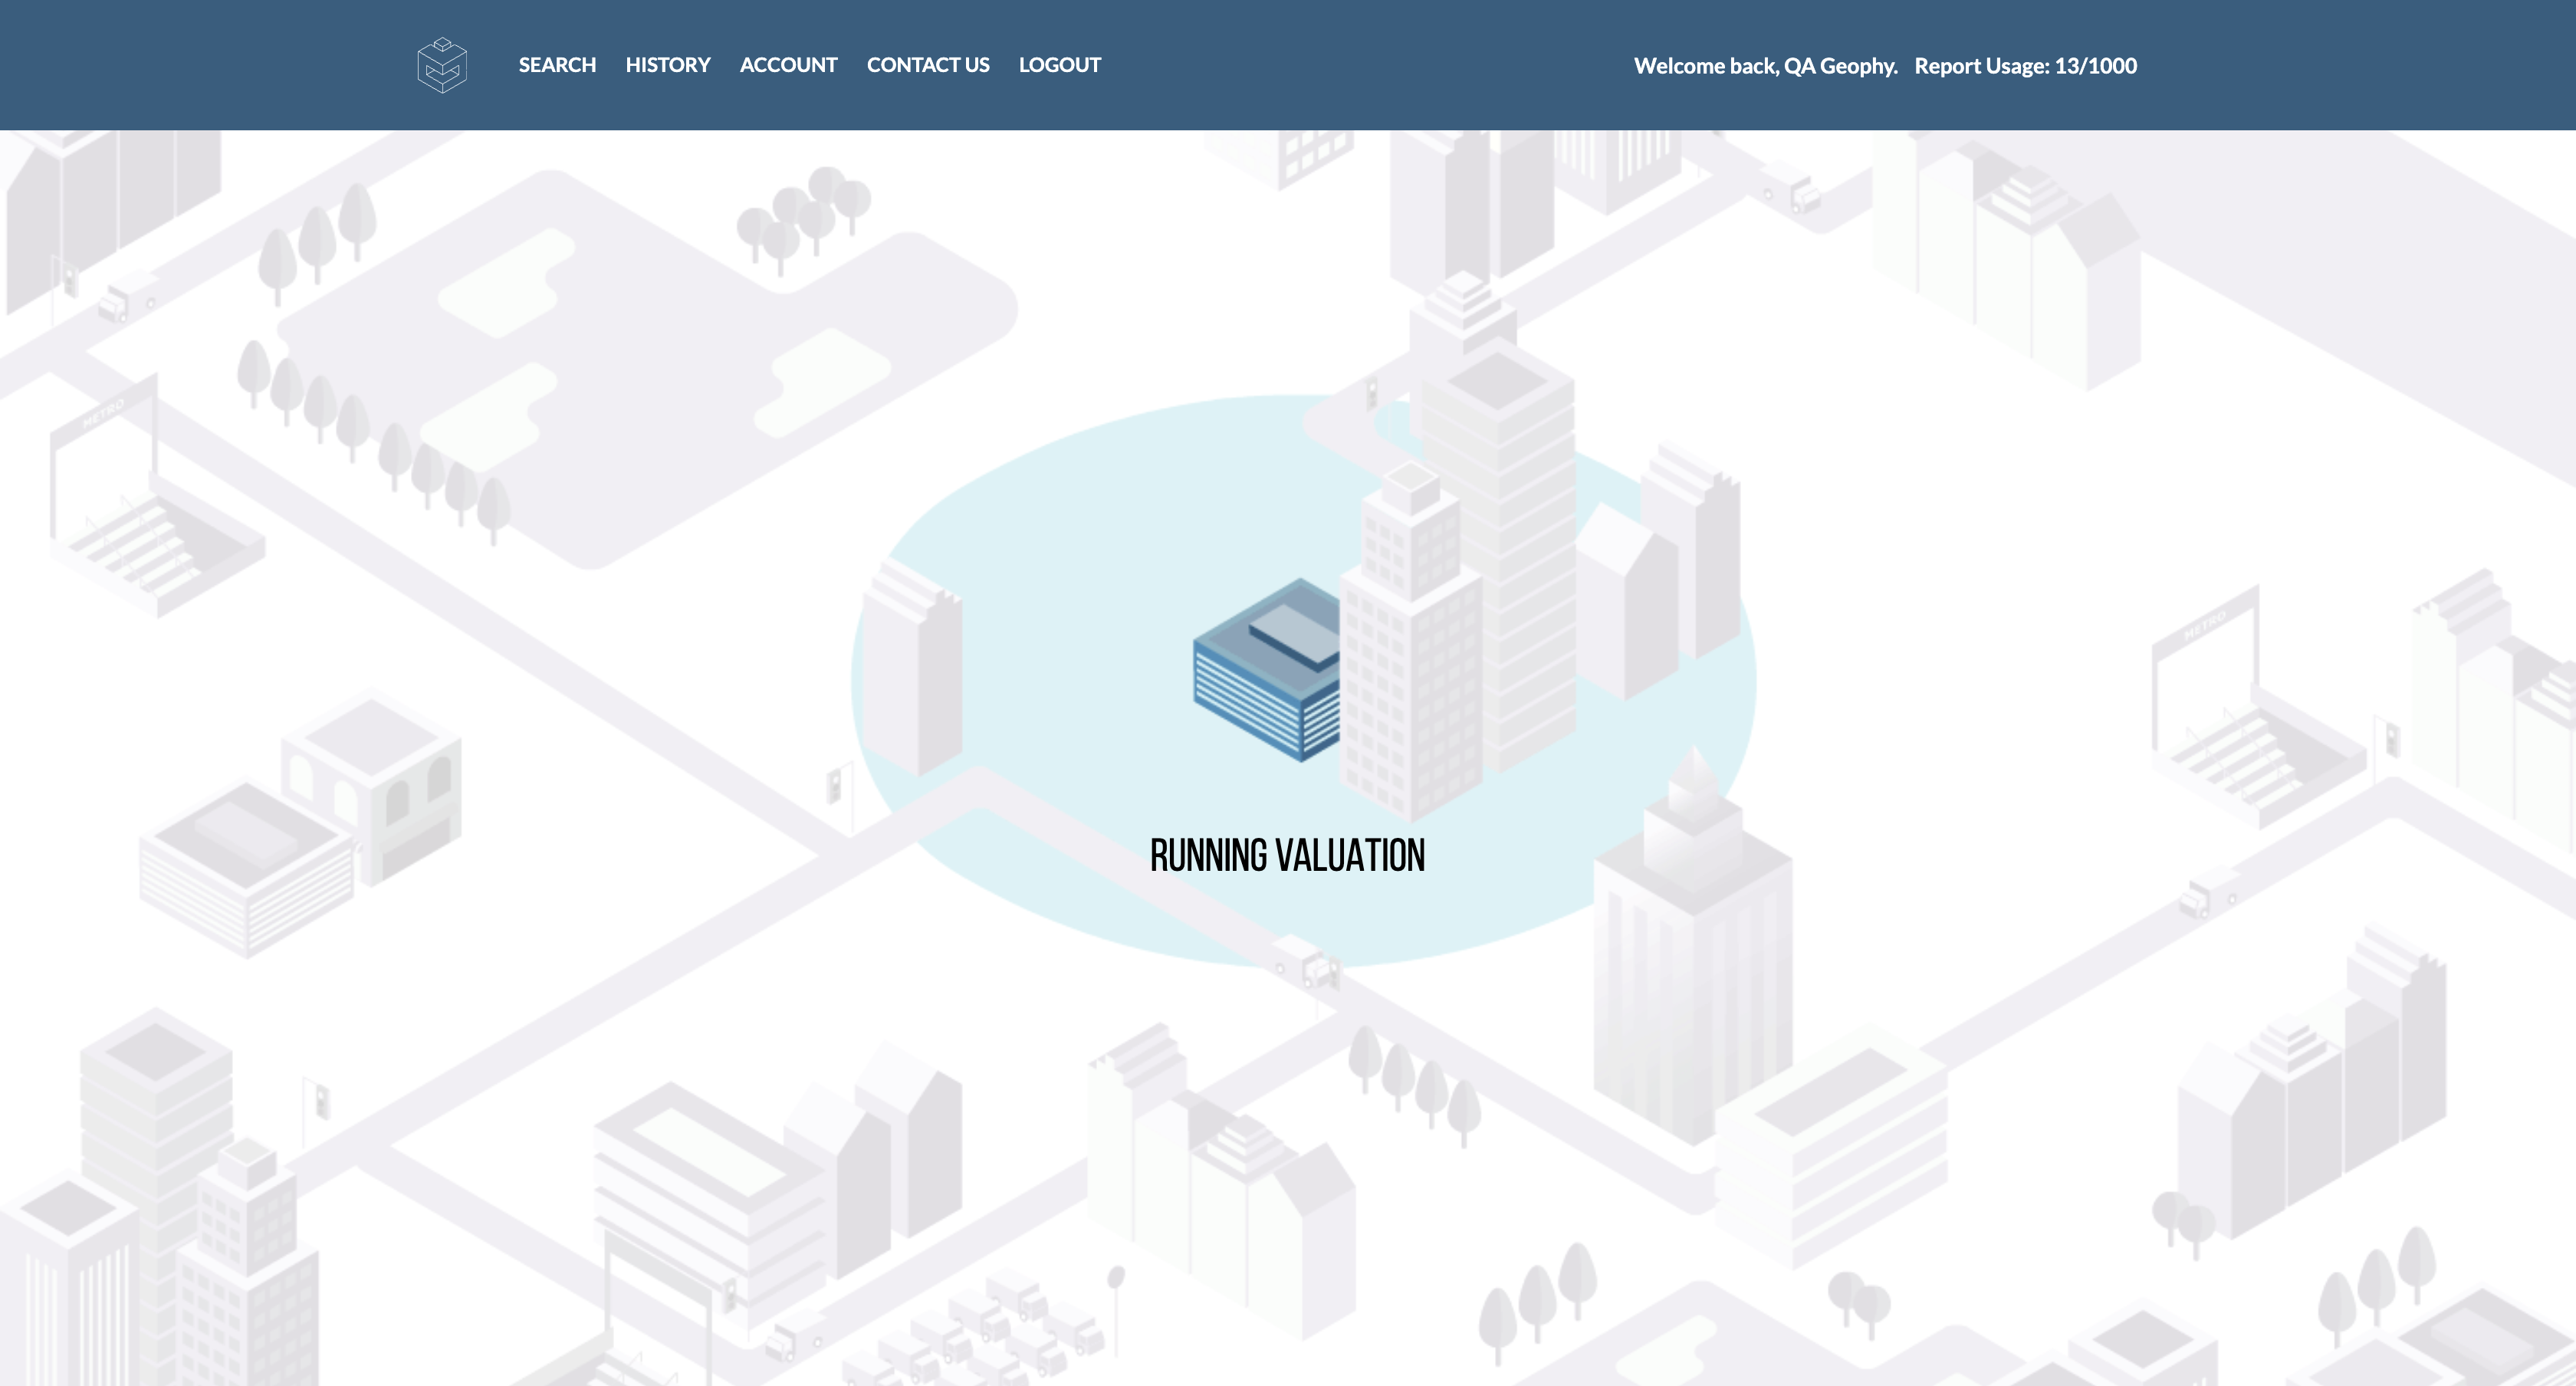 SEARCH HISTORY ACCOUNT CONTACT US LOGOUT Welcome back, QA Geophy. Report Usage: 13/1000
METRO
METRO
RUNNING VALUATION